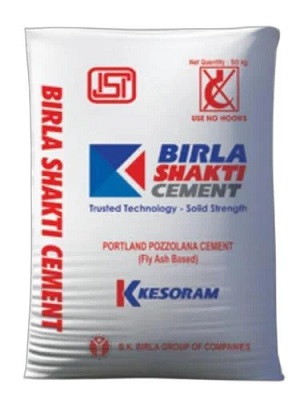 ISI
Net Quantity : 50 kg.
USE NO HOOKS
BIRLA SHAKTI CEMENT
BIRLA
SHAKTI
CEMENT
Trusted Technology - Solid Strength
PORTLAND POZZOLANA CEMENT
(Fly Ash Based)
KESORAM
B.K. BIRLA GROUP OF COMPANIES